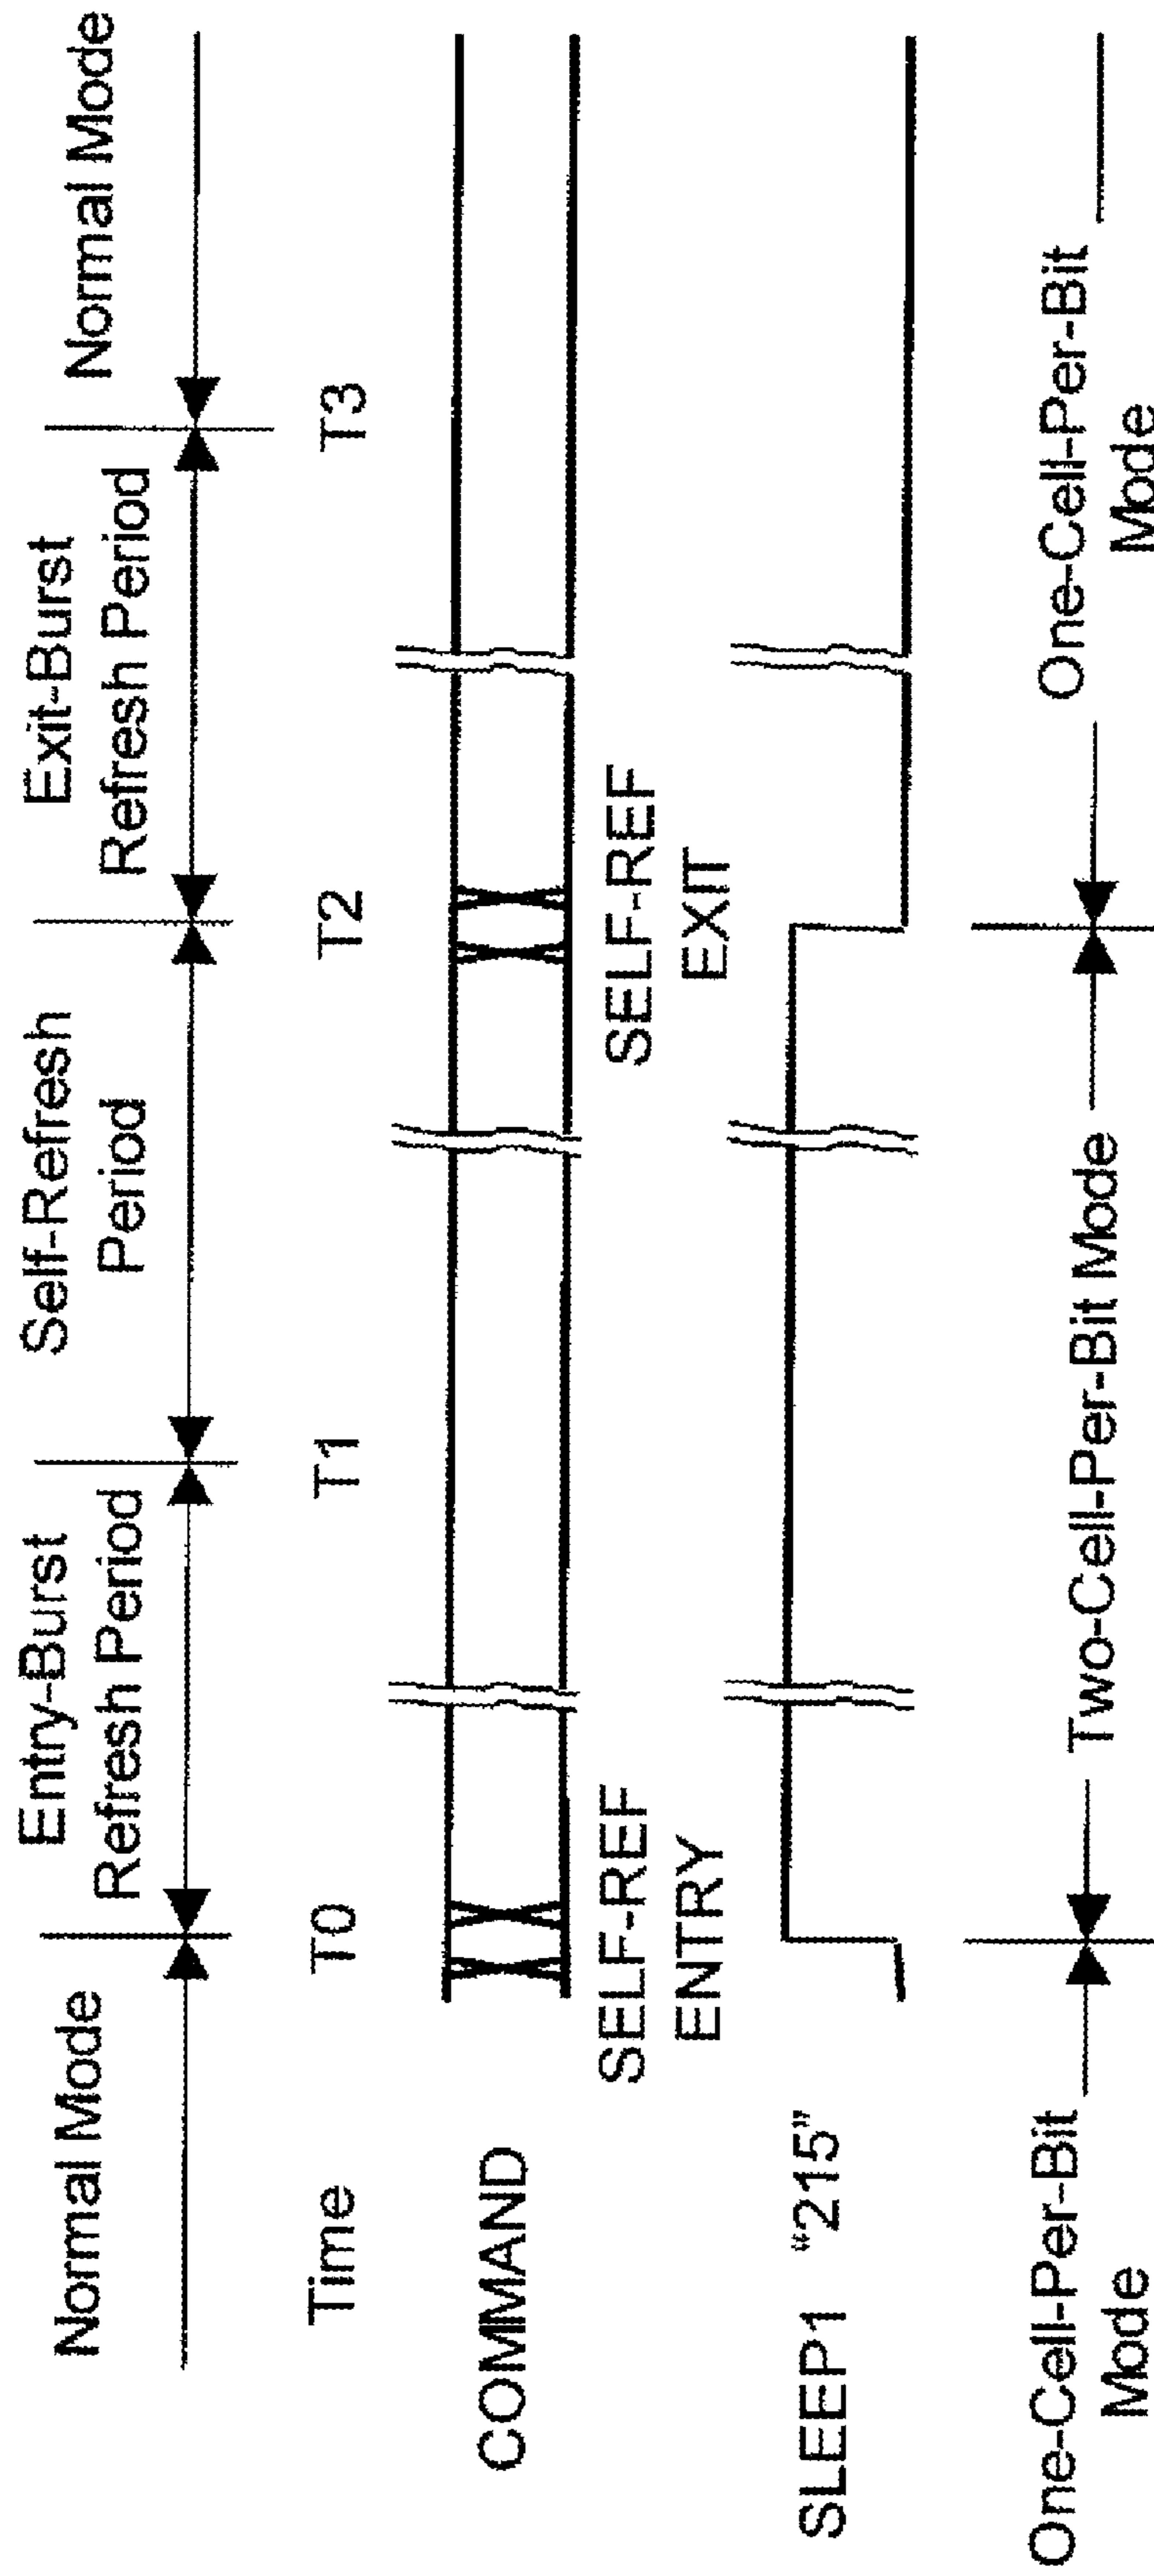 Normal Mode
Entry-Burst
Refresh Period
Self-Refresh
Period
Exit-Burst
Refresh Period
Normal Mode
Time
T0
T1
T2
T3
COMMAND
SELF-REF
ENTRY
SELF-REF
EXIT
SLEEP1 “215”
One-Cell-Per-Bit
Mode
Two-Cell-Per-Bit Mode
One-Cell-Per-Bit
Mode